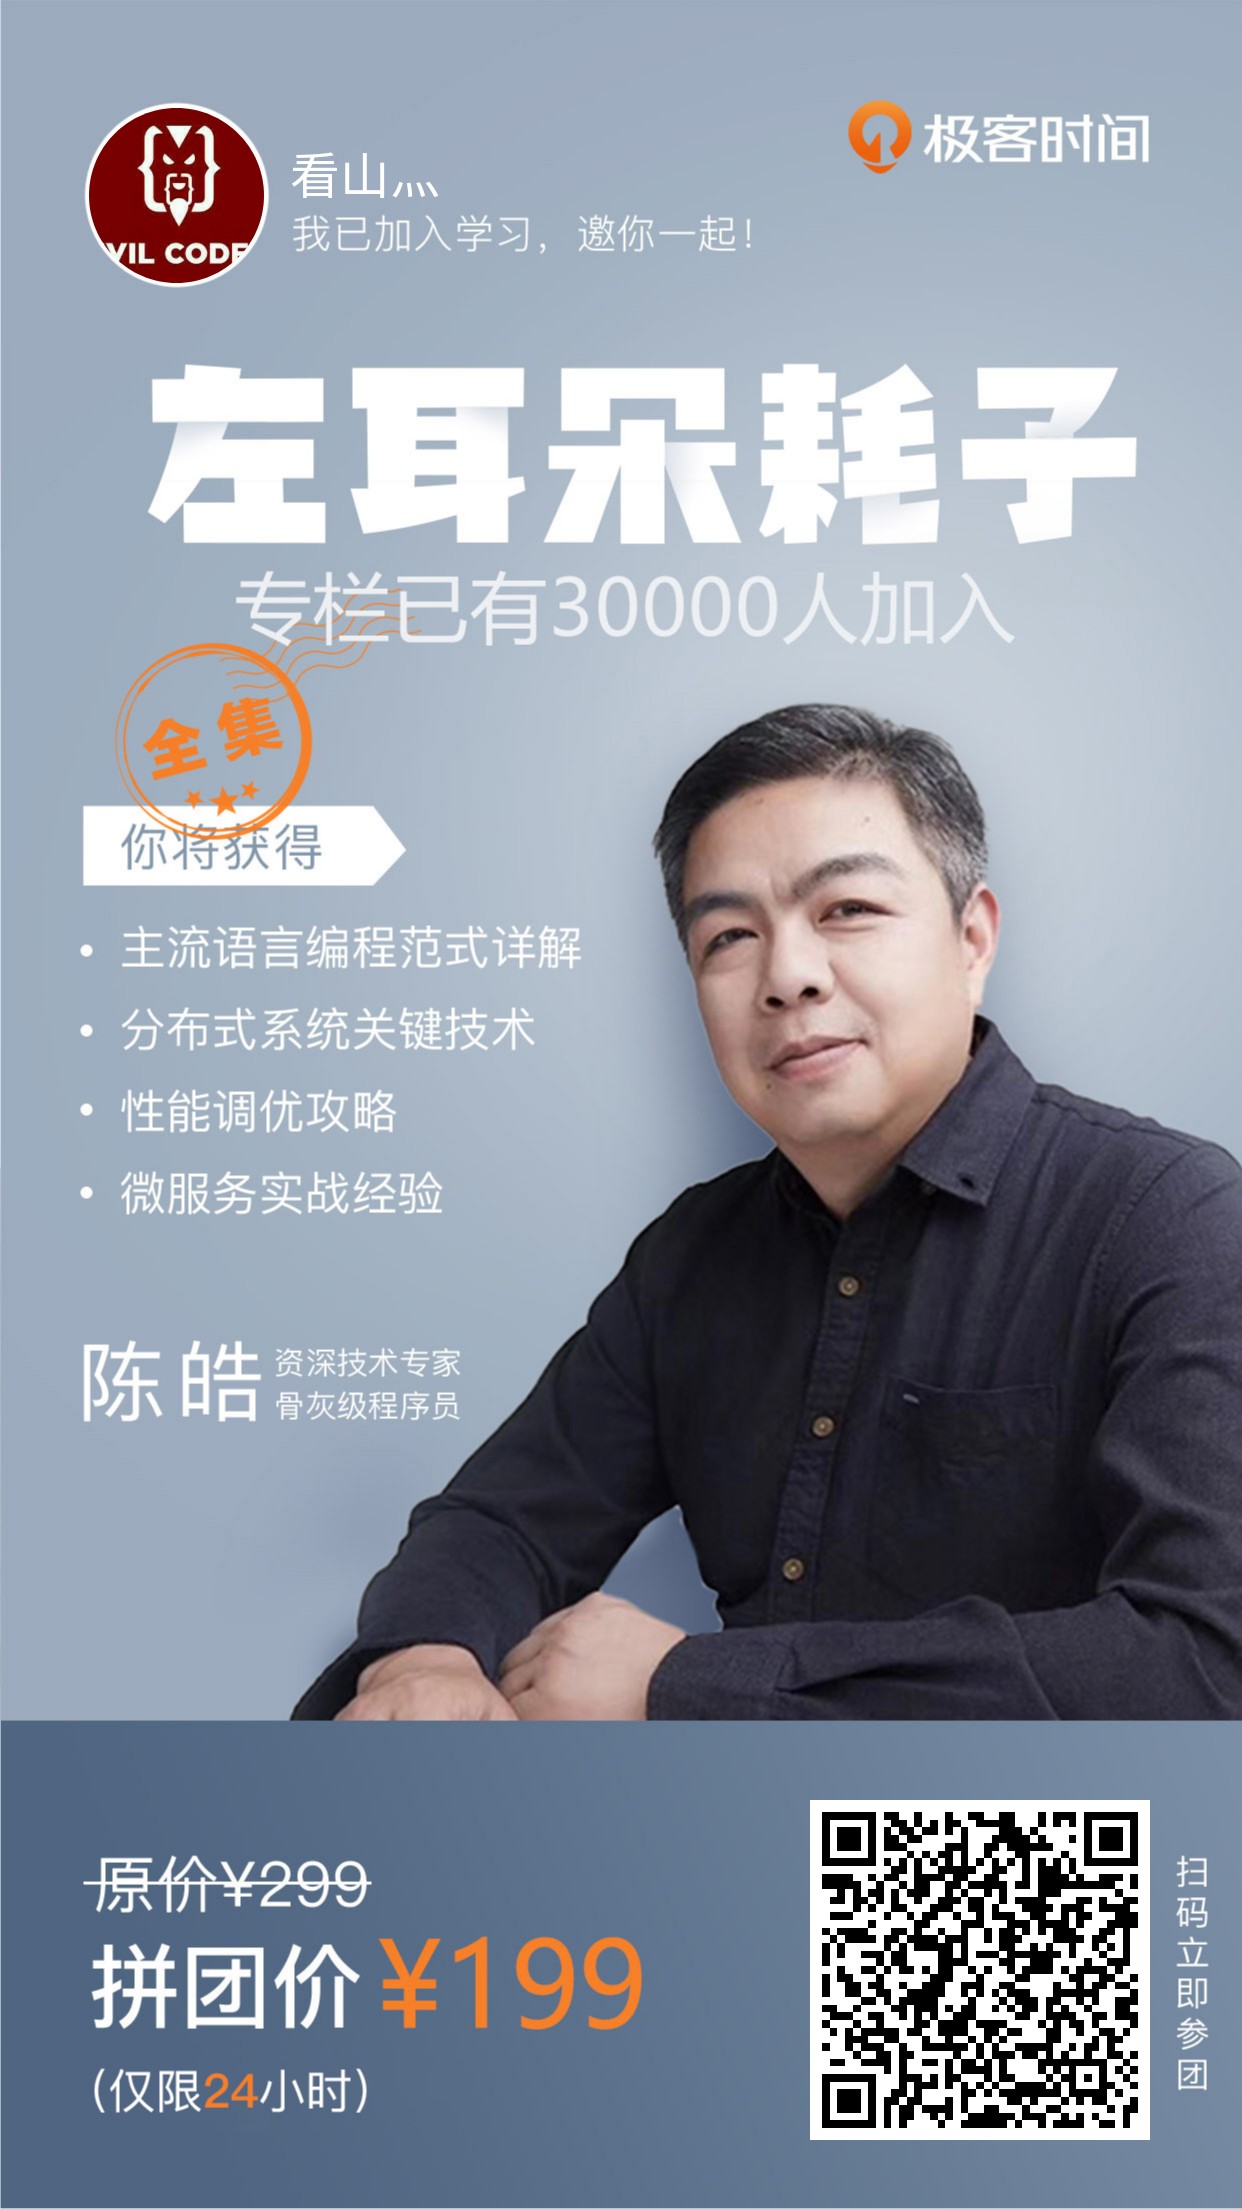 极客时间
看山灬
我已加入学习，邀你一起！
VIL CODE
左耳朵耗子
专栏已有30000人加入
全集
你将获得
• 主流语言编程范式详解
• 分布式系统关键技术
• 性能调优攻略
• 微服务实战经验
陈皓
资深技术专家
骨灰级程序员
原价¥299
拼团价¥199
(仅限24小时)
扫码立即参团